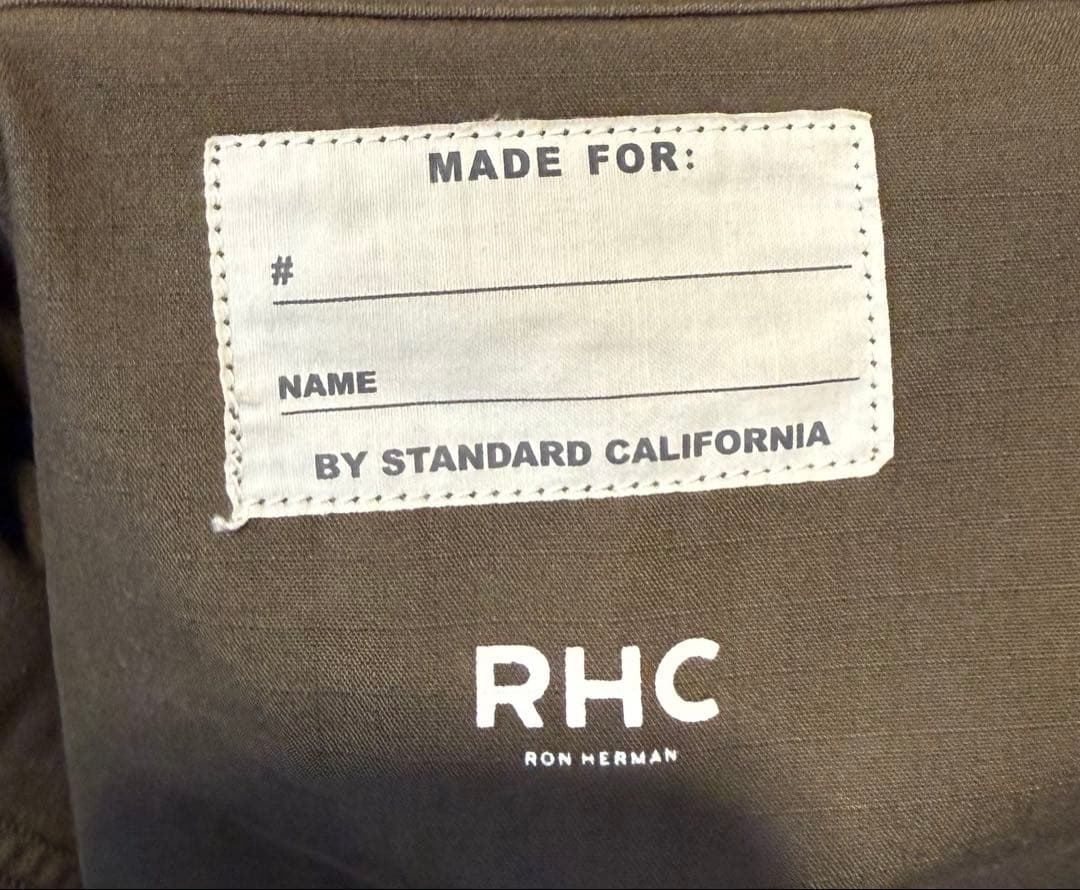 MADE FOR:
#
NAME
BY STANDARD CALIFORNIA
RHC
RON HERMAN